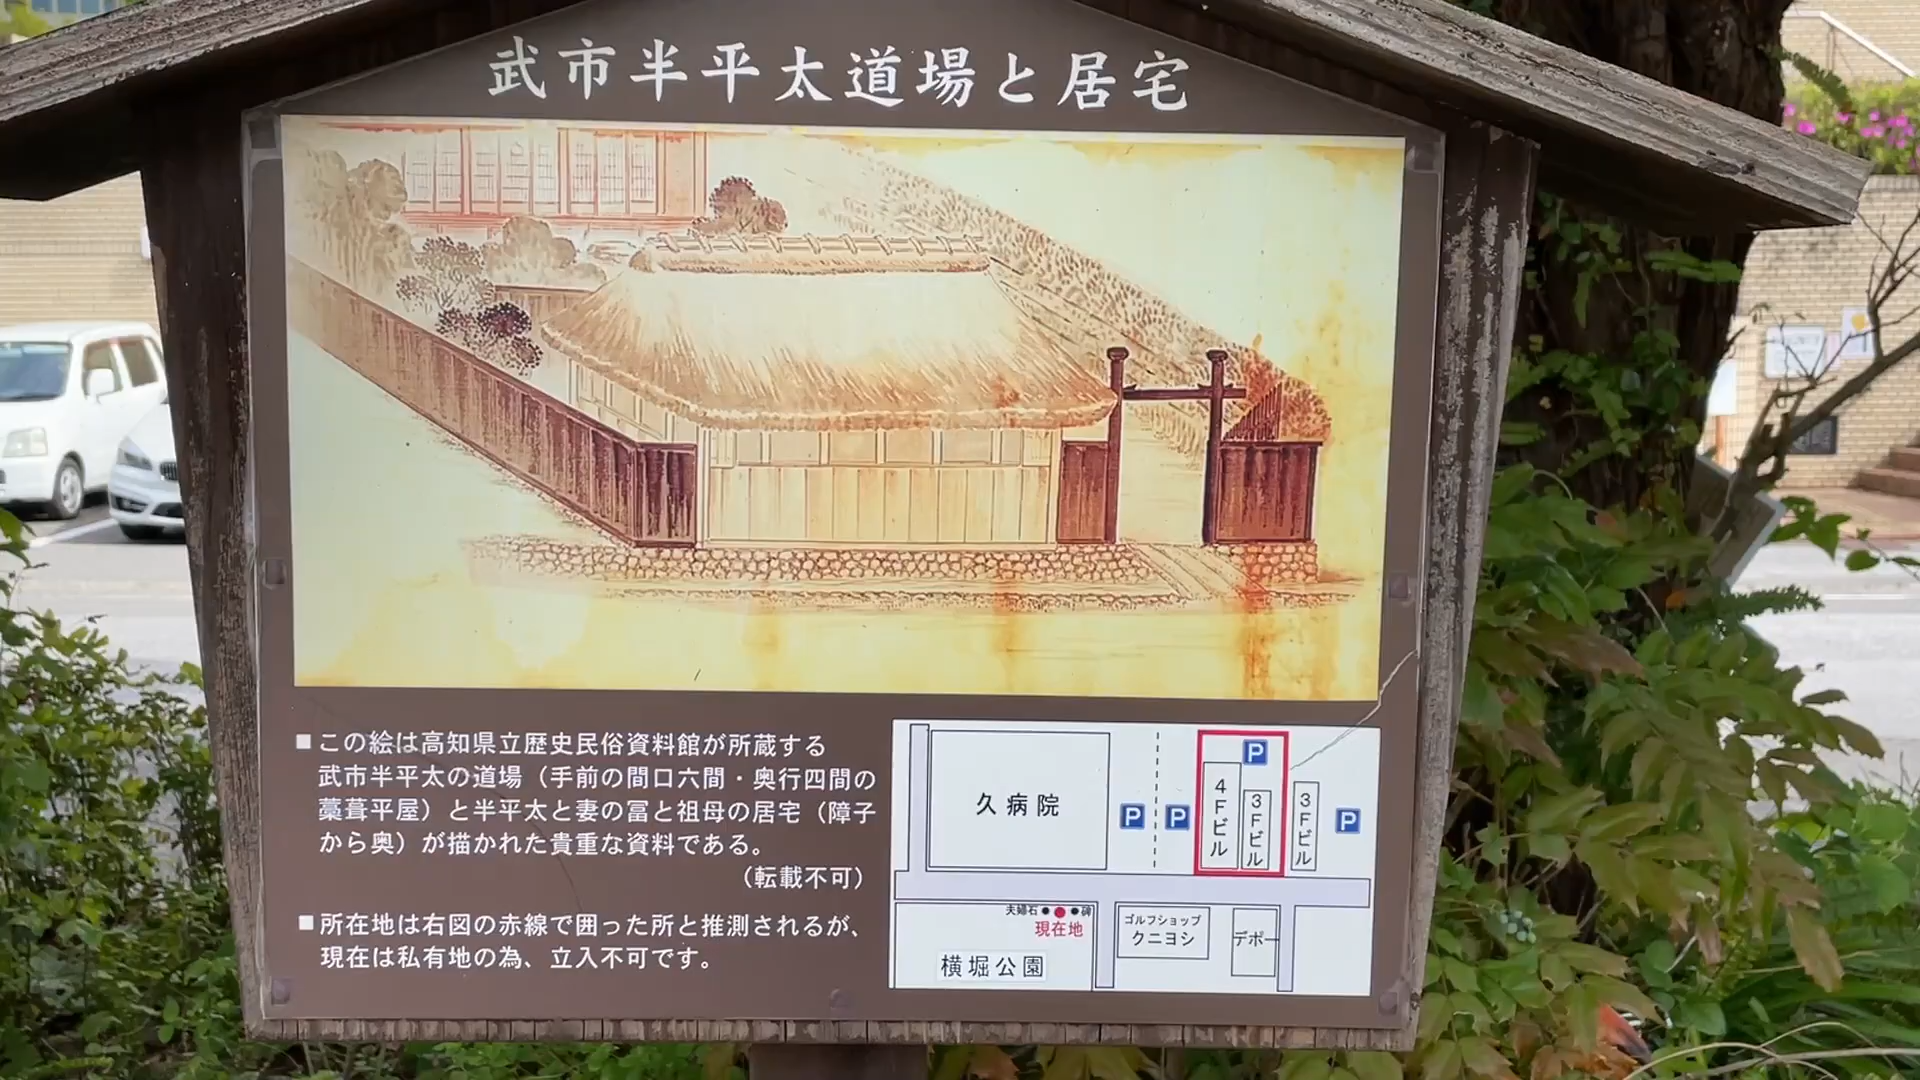 武市半平太道場と居宅
■この絵は高知県立歴史民俗資料館が所蔵する
武市半平太の道場（手前の間口六間・奥行四間の
藁葺平屋）と半平太と妻の冨と祖母の居宅（障子
から奥）が描かれた貴重な資料である。
（転載不可）
■所在地は右図の赤線で囲った所と推測されるが、
現在は私有地の為、立入不可です。
久病院
P
P
P
4Fビル
3Fビル
3Fビル
P
夫婦石
碑
現在地
横堀公園
ゴルフショップ
クニヨシ
デポー